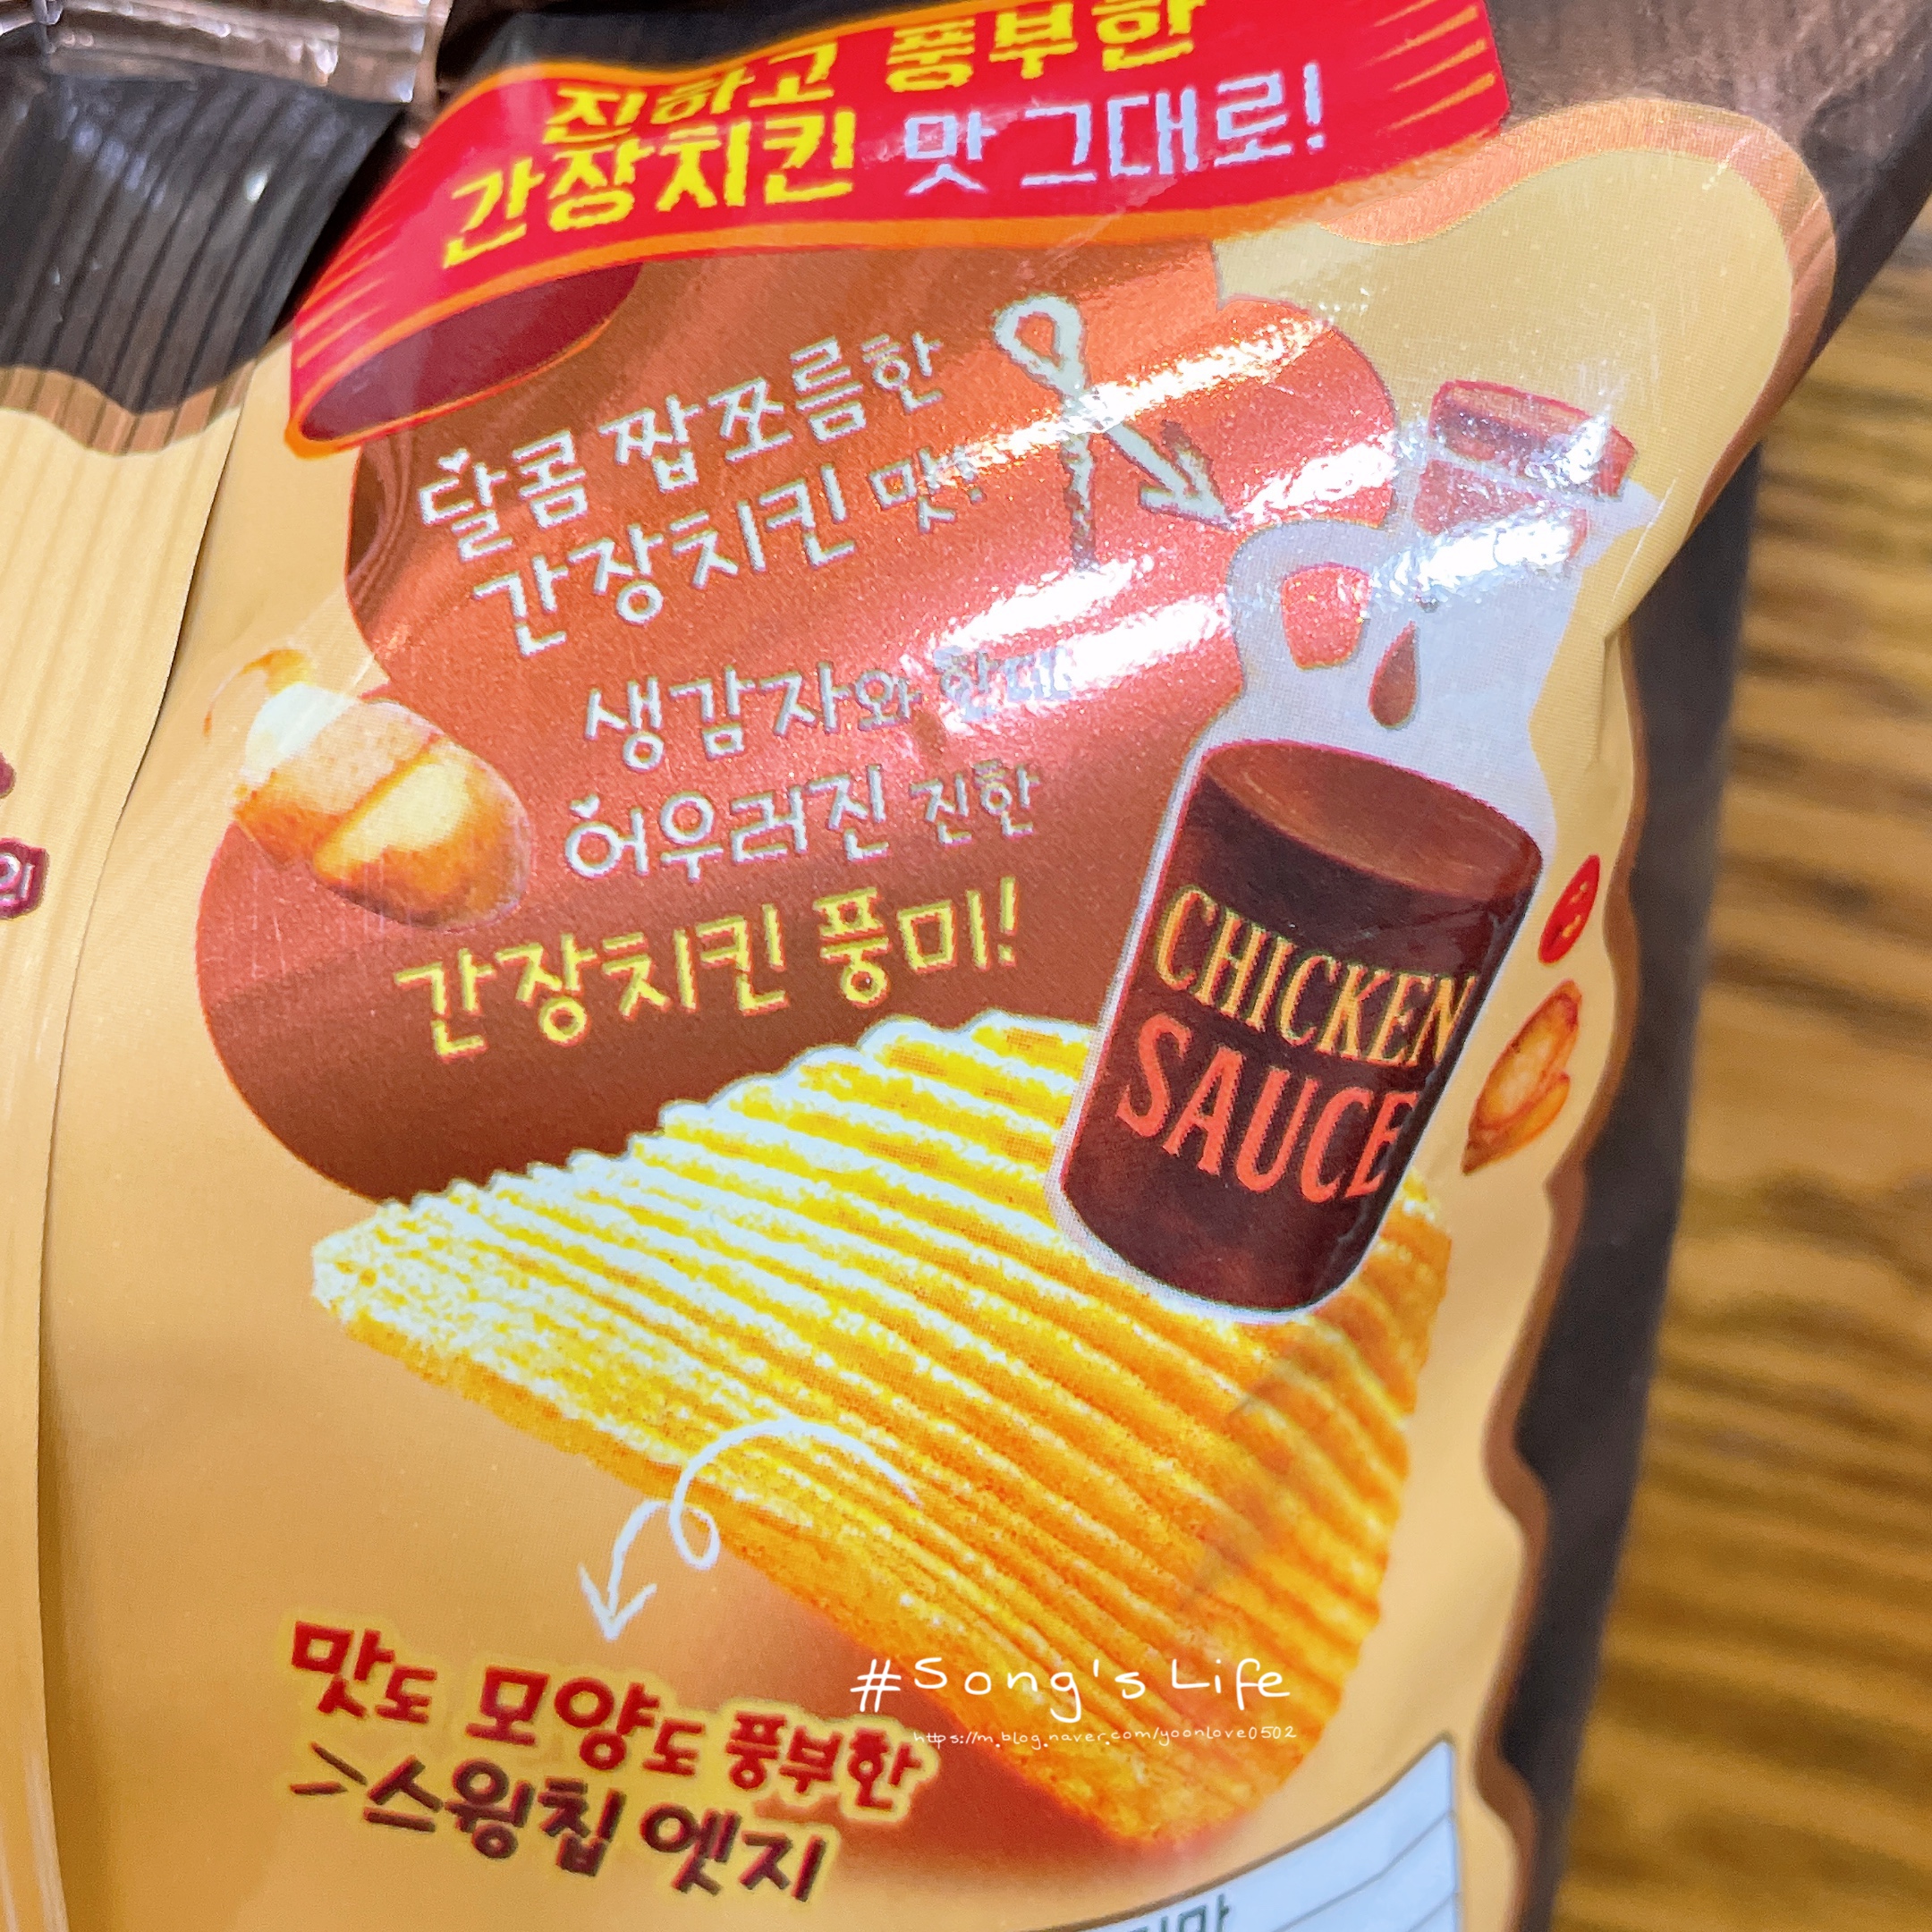 진하고 풍부한
간장치킨 맛 그대로!
달콤 짭쪼름한
간장치킨 맛!
생감자와 한데
어우러진 진한
간장치킨 풍미!
CHICKEN
SAUCE
맛도 모양도 풍부한
스윙칩 엣지
#Song's Life
https://m.blog.naver.com/yoonlove0502